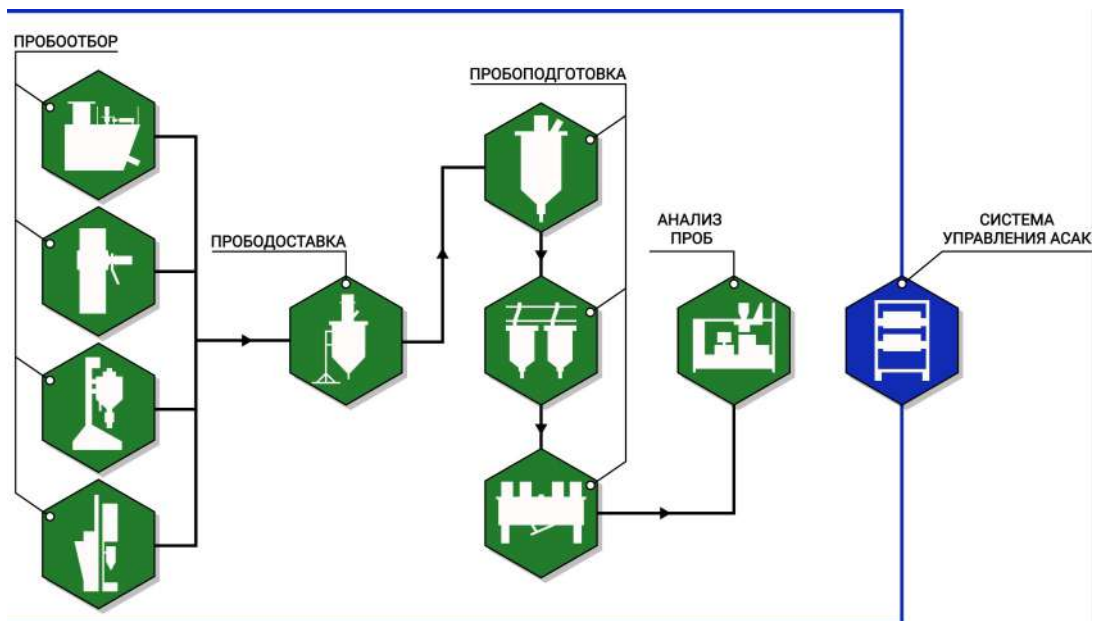 ПРОБООТБОР
ПРОБОПОДГОТОВКА
ПРОБОДОСТАВКА
АНАЛИЗ
ПРОБ
СИСТЕМА
УПРАВЛЕНИЯ АСАК